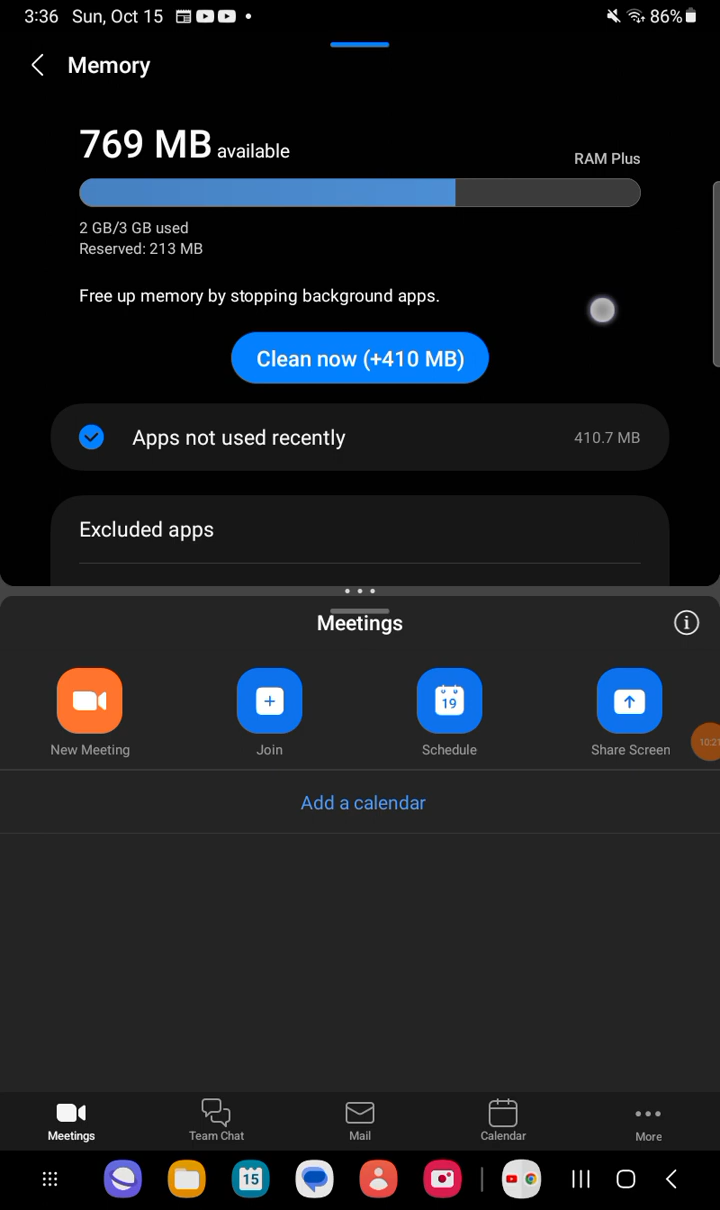 3:36 Sun, Oct 15
86%
Memory
769 MB available
RAM Plus
2 GB/3 GB used
Reserved: 213 MB
Free up memory by stopping background apps.
Clean now (+410 MB)
Apps not used recently
410.7 MB
Excluded apps
Meetings
19
New Meeting
Join
Schedule
Share Screen
10:21
Add a calendar
Meetings
Team Chat
Mail
Calendar
More
15